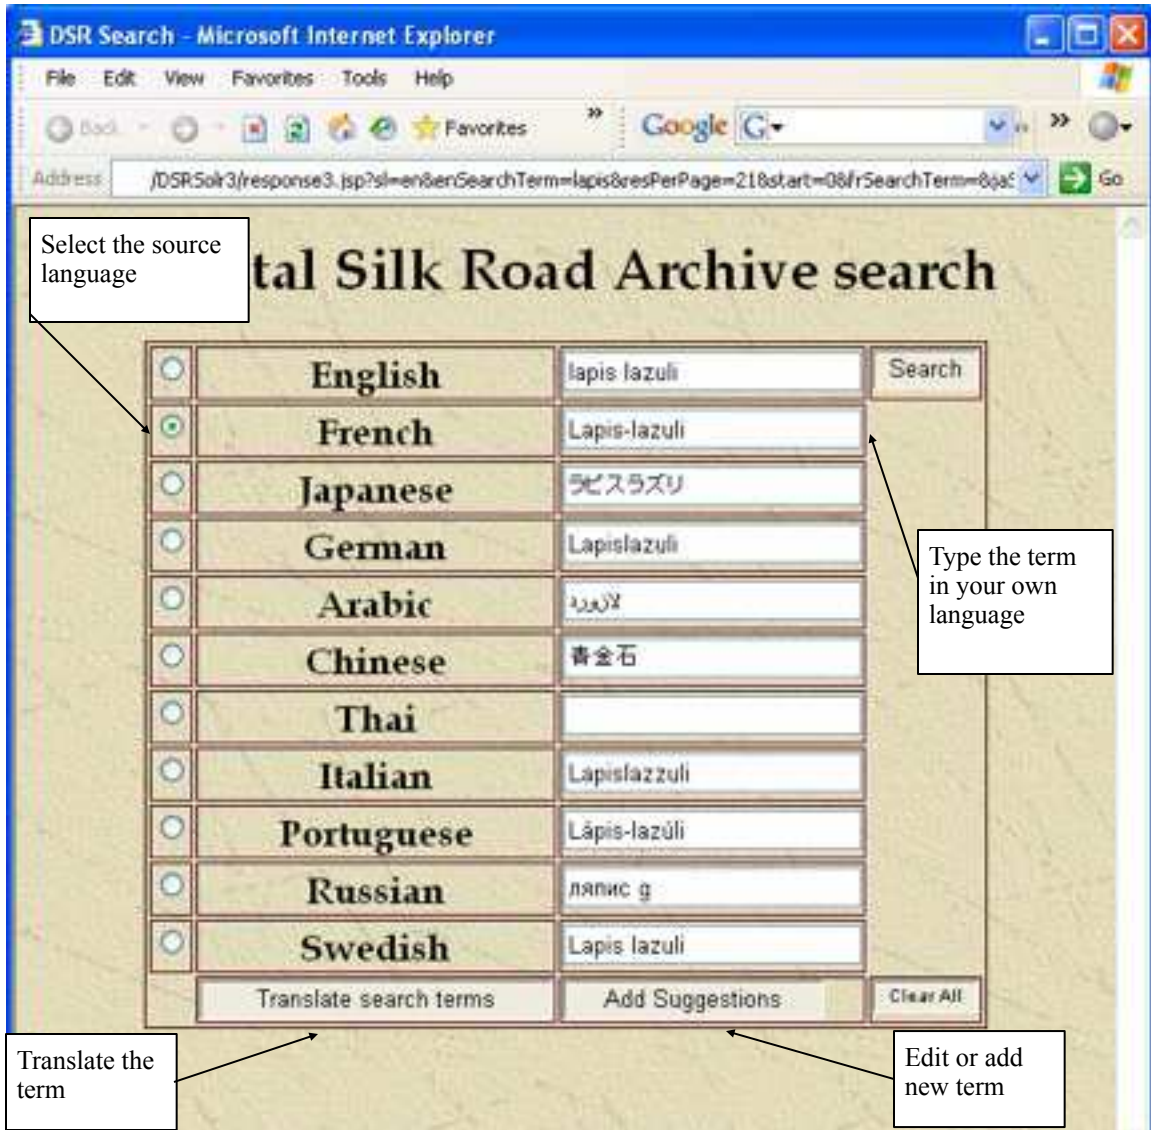 DSR Search - Microsoft Internet Explorer
File Edit View Favorites Tools Help
Back Favorites » Google G »
Address /DSRSolr3/response3.jsp?sl=en&enSearchTerm=lapis&resPerPage=21&start=0&frSearchTerm=&jaS Go
Select the source
language
tal Silk Road Archive search
English lapis lazuli Search
French Lapis-lazuli
Japanese ラピスラズリ
German Lapislazuli
Type the term
in your own
language
Arabic لازورد
Chinese 青金石
Thai
Italian Lapislazzuli
Portuguese Lápis-lazúli
Russian ляпис g
Swedish Lapis lazuli
Translate search terms Add Suggestions Clear All
Translate the
term
Edit or add
new term